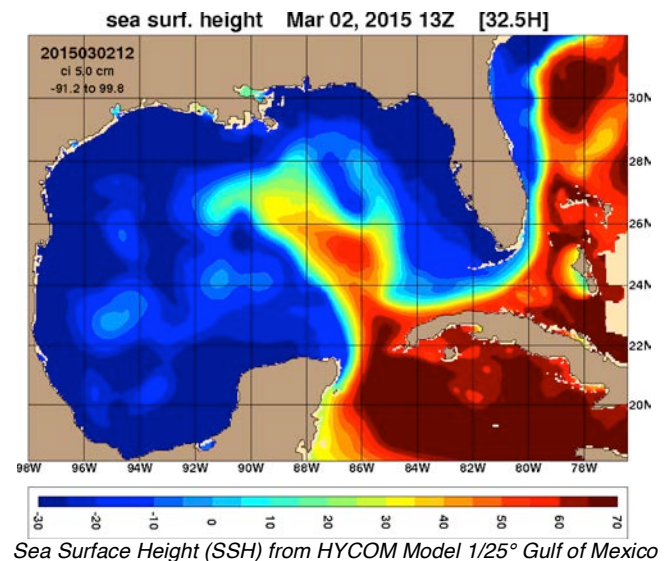 sea surf. height Mar 02, 2015 13Z [32.5H]
2015030212
ci 5.0 cm
-91.2 to 99.8
30N
28N
26N
24N
22N
20N
98W 96W 94W 92W 90W 88W 86W 84W 82W 80W 78W
-30 -20 -10 0 10 20 30 40 50 60 70
Sea Surface Height (SSH) from HYCOM Model 1/25° Gulf of Mexico